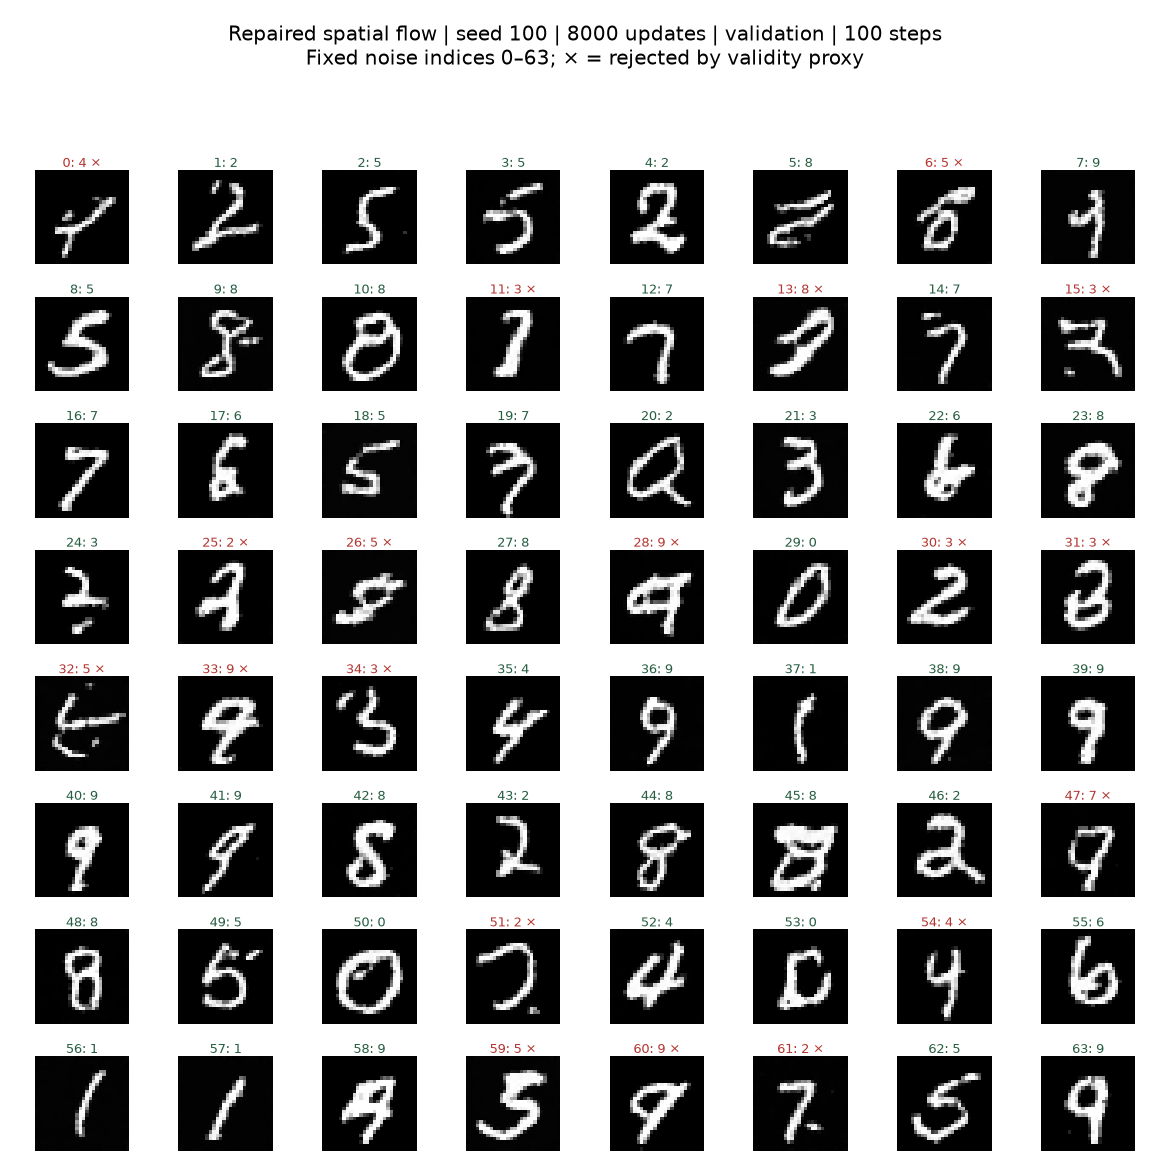 Repaired spatial flow | seed 100 | 8000 updates | validation | 100 steps
Fixed noise indices 0–63; × = rejected by validity proxy
0: 4 × 1: 2 2: 5 3: 5 4: 2 5: 8 6: 5 × 7: 9
8: 5 9: 8 10: 8 11: 3 × 12: 7 13: 8 × 14: 7 15: 3 ×
16: 7 17: 6 18: 5 19: 7 20: 2 21: 3 22: 6 23: 8
24: 3 25: 2 × 26: 5 × 27: 8 28: 9 × 29: 0 30: 3 × 31: 3 ×
32: 5 × 33: 9 × 34: 3 × 35: 4 36: 9 37: 1 38: 9 39: 9
40: 9 41: 9 42: 8 43: 2 44: 8 45: 8 46: 2 47: 7 ×
48: 8 49: 5 50: 0 51: 2 × 52: 4 53: 0 54: 4 × 55: 6
56: 1 57: 1 58: 9 59: 5 × 60: 9 × 61: 2 × 62: 5 63: 9